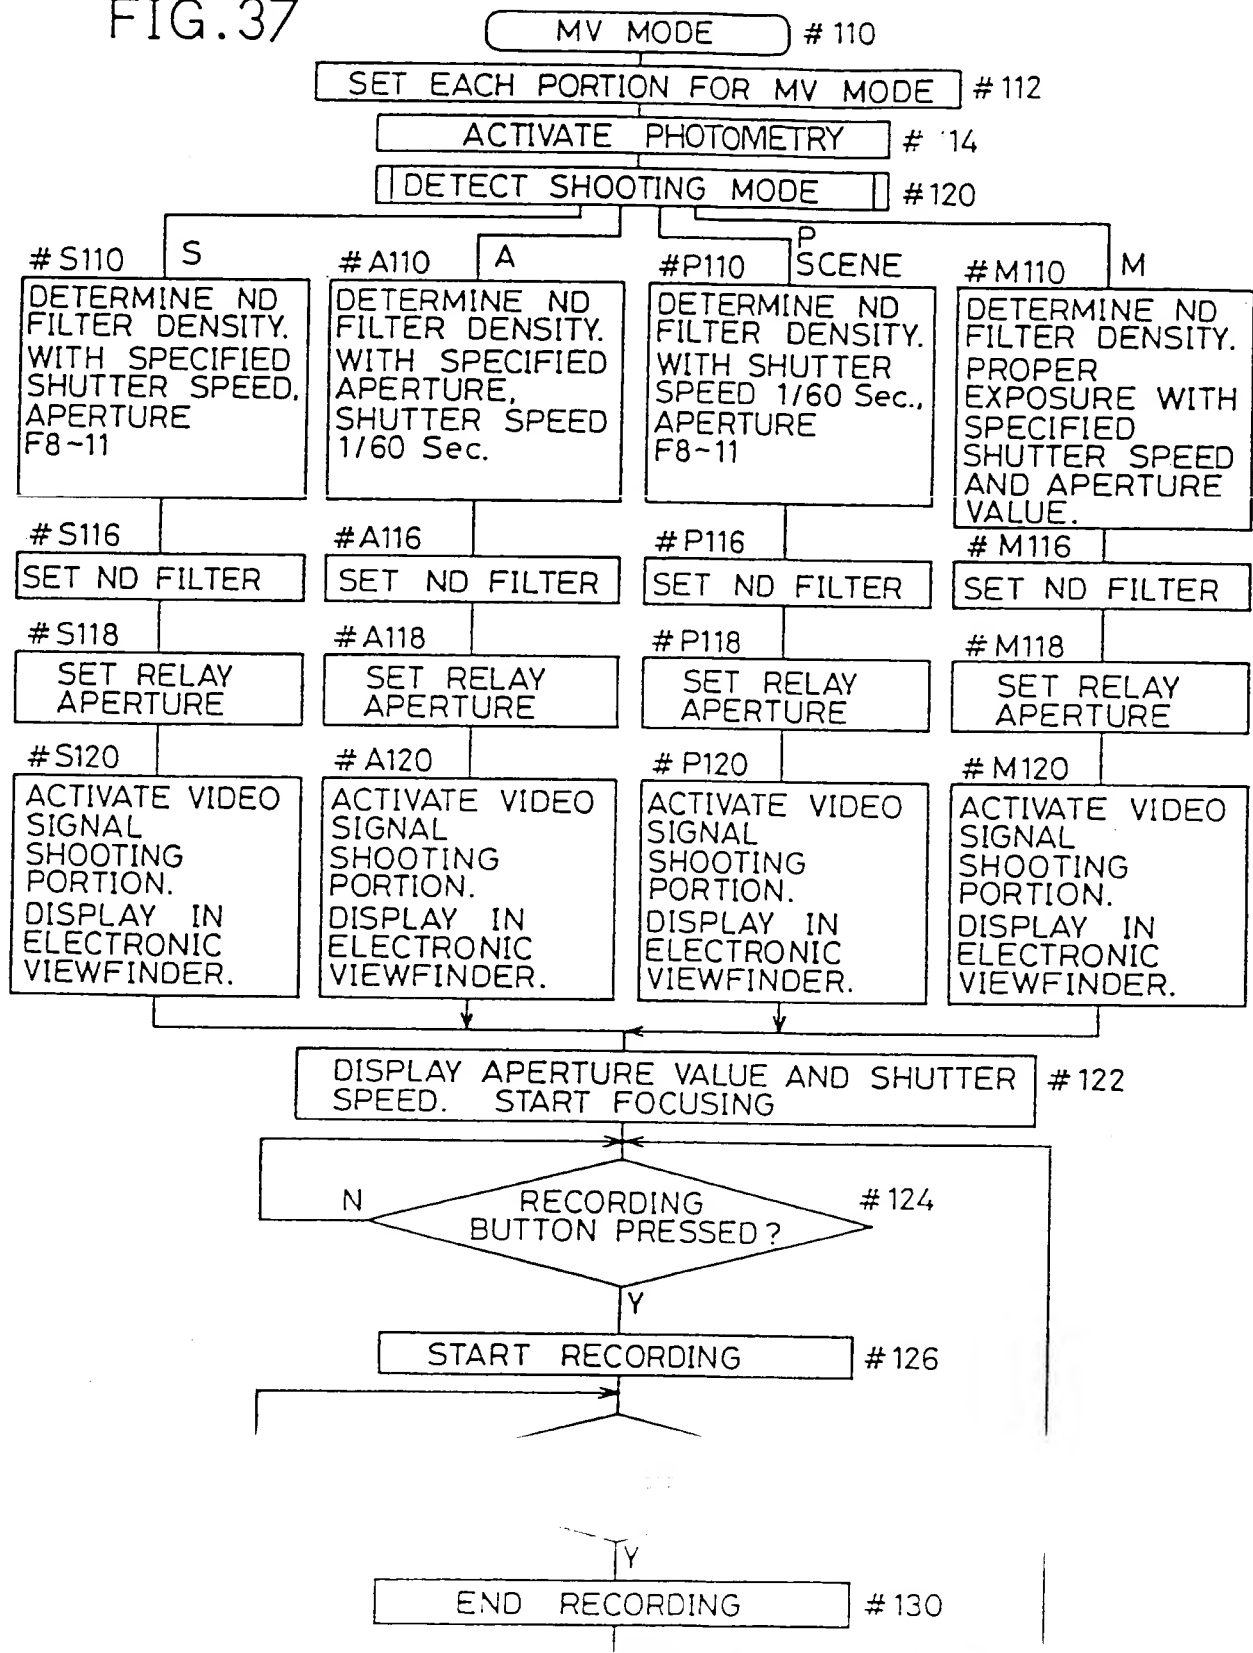 FIG.37
MV MODE #110
SET EACH PORTION FOR MV MODE #112
ACTIVATE PHOTOMETRY # 14
DETECT SHOOTING MODE #120
#S110 S
DETERMINE ND
FILTER DENSITY.
WITH SPECIFIED
SHUTTER SPEED,
APERTURE
F8~11
#S116
SET ND FILTER
#S118
SET RELAY
APERTURE
#S120
ACTIVATE VIDEO
SIGNAL
SHOOTING
PORTION.
DISPLAY IN
ELECTRONIC
VIEWFINDER.
#A110 A
DETERMINE ND
FILTER DENSITY.
WITH SPECIFIED
APERTURE,
SHUTTER SPEED
1/60 Sec.
#A116
SET ND FILTER
#A118
SET RELAY
APERTURE
#A120
ACTIVATE VIDEO
SIGNAL
SHOOTING
PORTION.
DISPLAY IN
ELECTRONIC
VIEWFINDER.
P
#P110 SCENE
DETERMINE ND
FILTER DENSITY.
WITH SHUTTER
SPEED 1/60 Sec.,
APERTURE
F8~11
#P116
SET ND FILTER
#P118
SET RELAY
APERTURE
#P120
ACTIVATE VIDEO
SIGNAL
SHOOTING
PORTION.
DISPLAY IN
ELECTRONIC
VIEWFINDER.
#M110 M
DETERMINE ND
FILTER DENSITY.
PROPER
EXPOSURE WITH
SPECIFIED
SHUTTER SPEED
AND APERTURE
VALUE.
#M116
SET ND FILTER
#M118
SET RELAY
APERTURE
#M120
ACTIVATE VIDEO
SIGNAL
SHOOTING
PORTION.
DISPLAY IN
ELECTRONIC
VIEWFINDER.
DISPLAY APERTURE VALUE AND SHUTTER #122
SPEED. START FOCUSING
N RECORDING #124
BUTTON PRESSED?
Y
START RECORDING #126
Y
END RECORDING #130